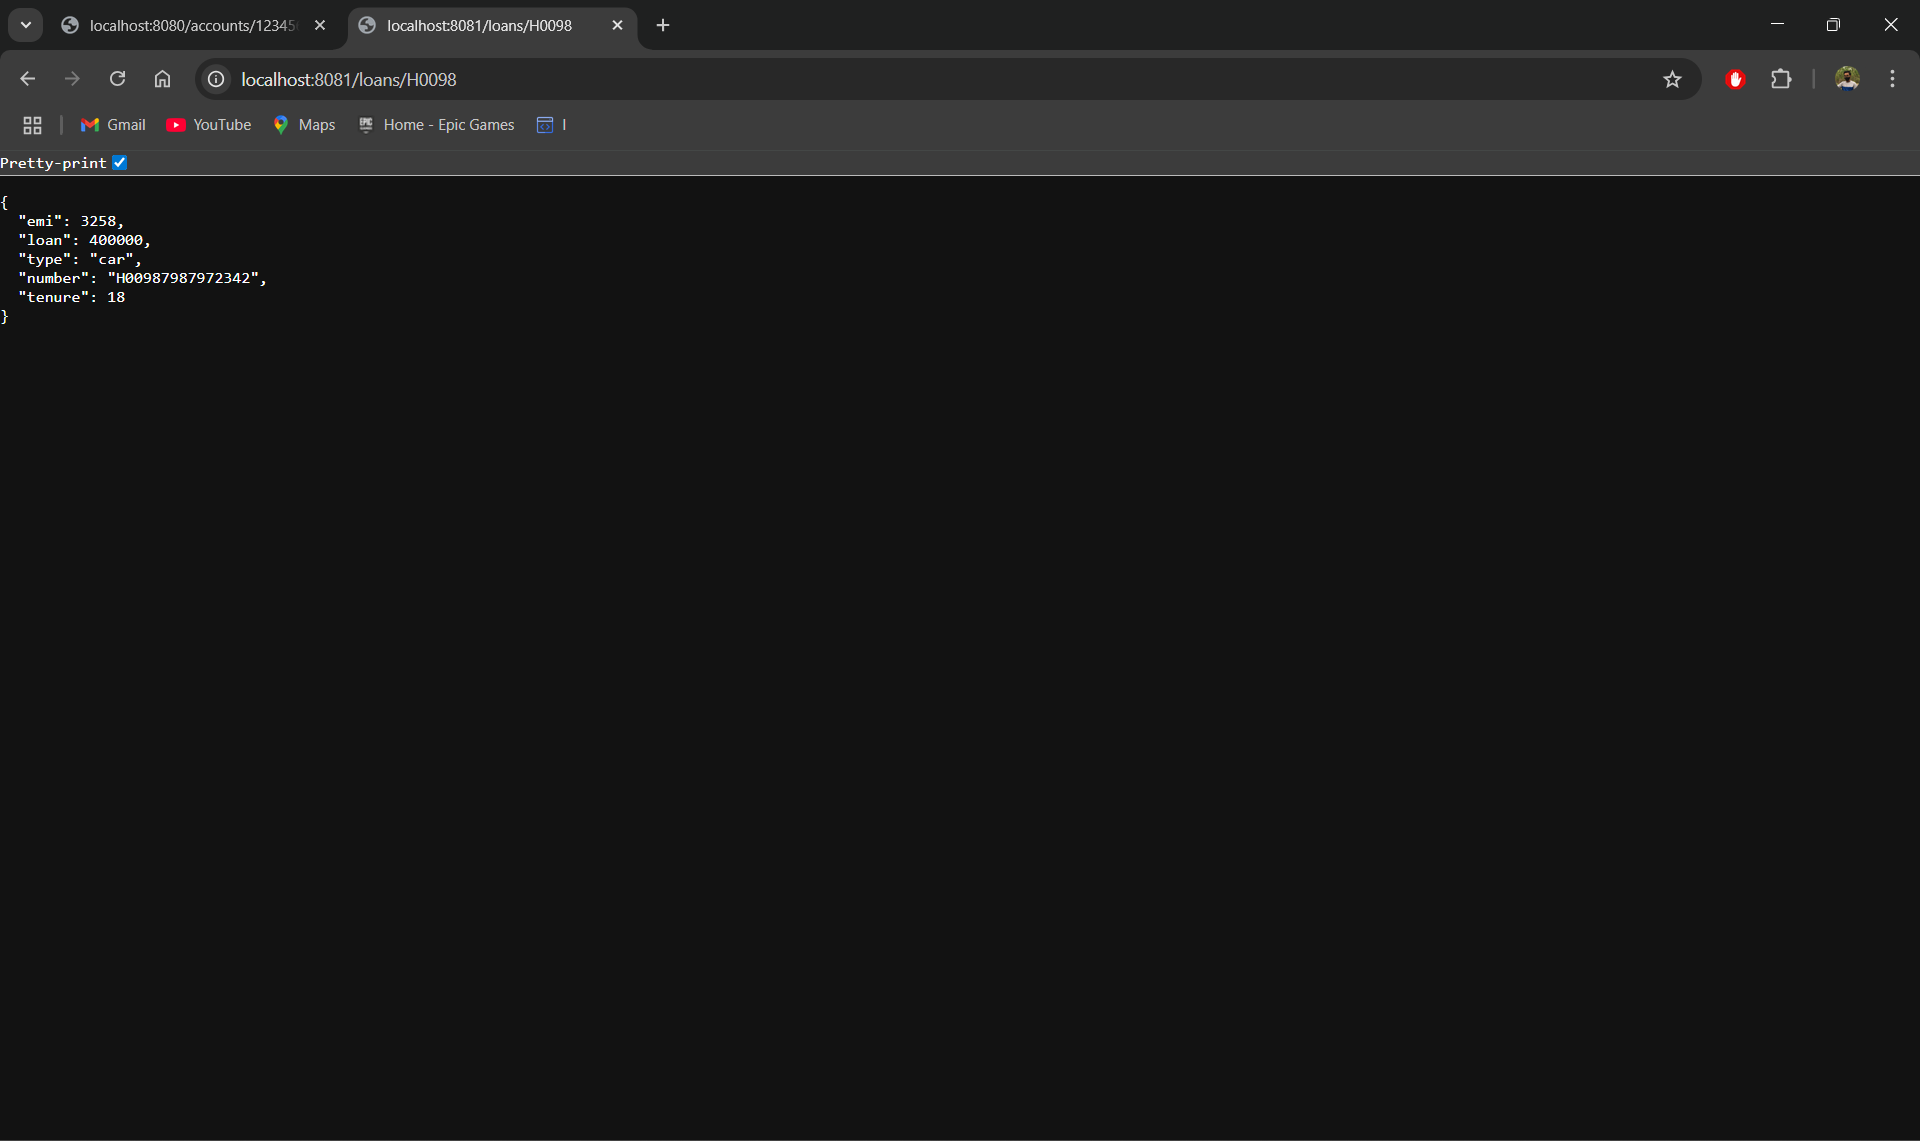 localhost:8080/accounts/12345
localhost:8081/loans/H0098
localhost:8081/loans/H0098
Gmail
YouTube
Maps
EPIC
Home - Epic Games
I
Pretty-print
{
"emi": 3258,
"loan": 400000,
"type": "car",
"number": "H00987987972342",
"tenure": 18
}